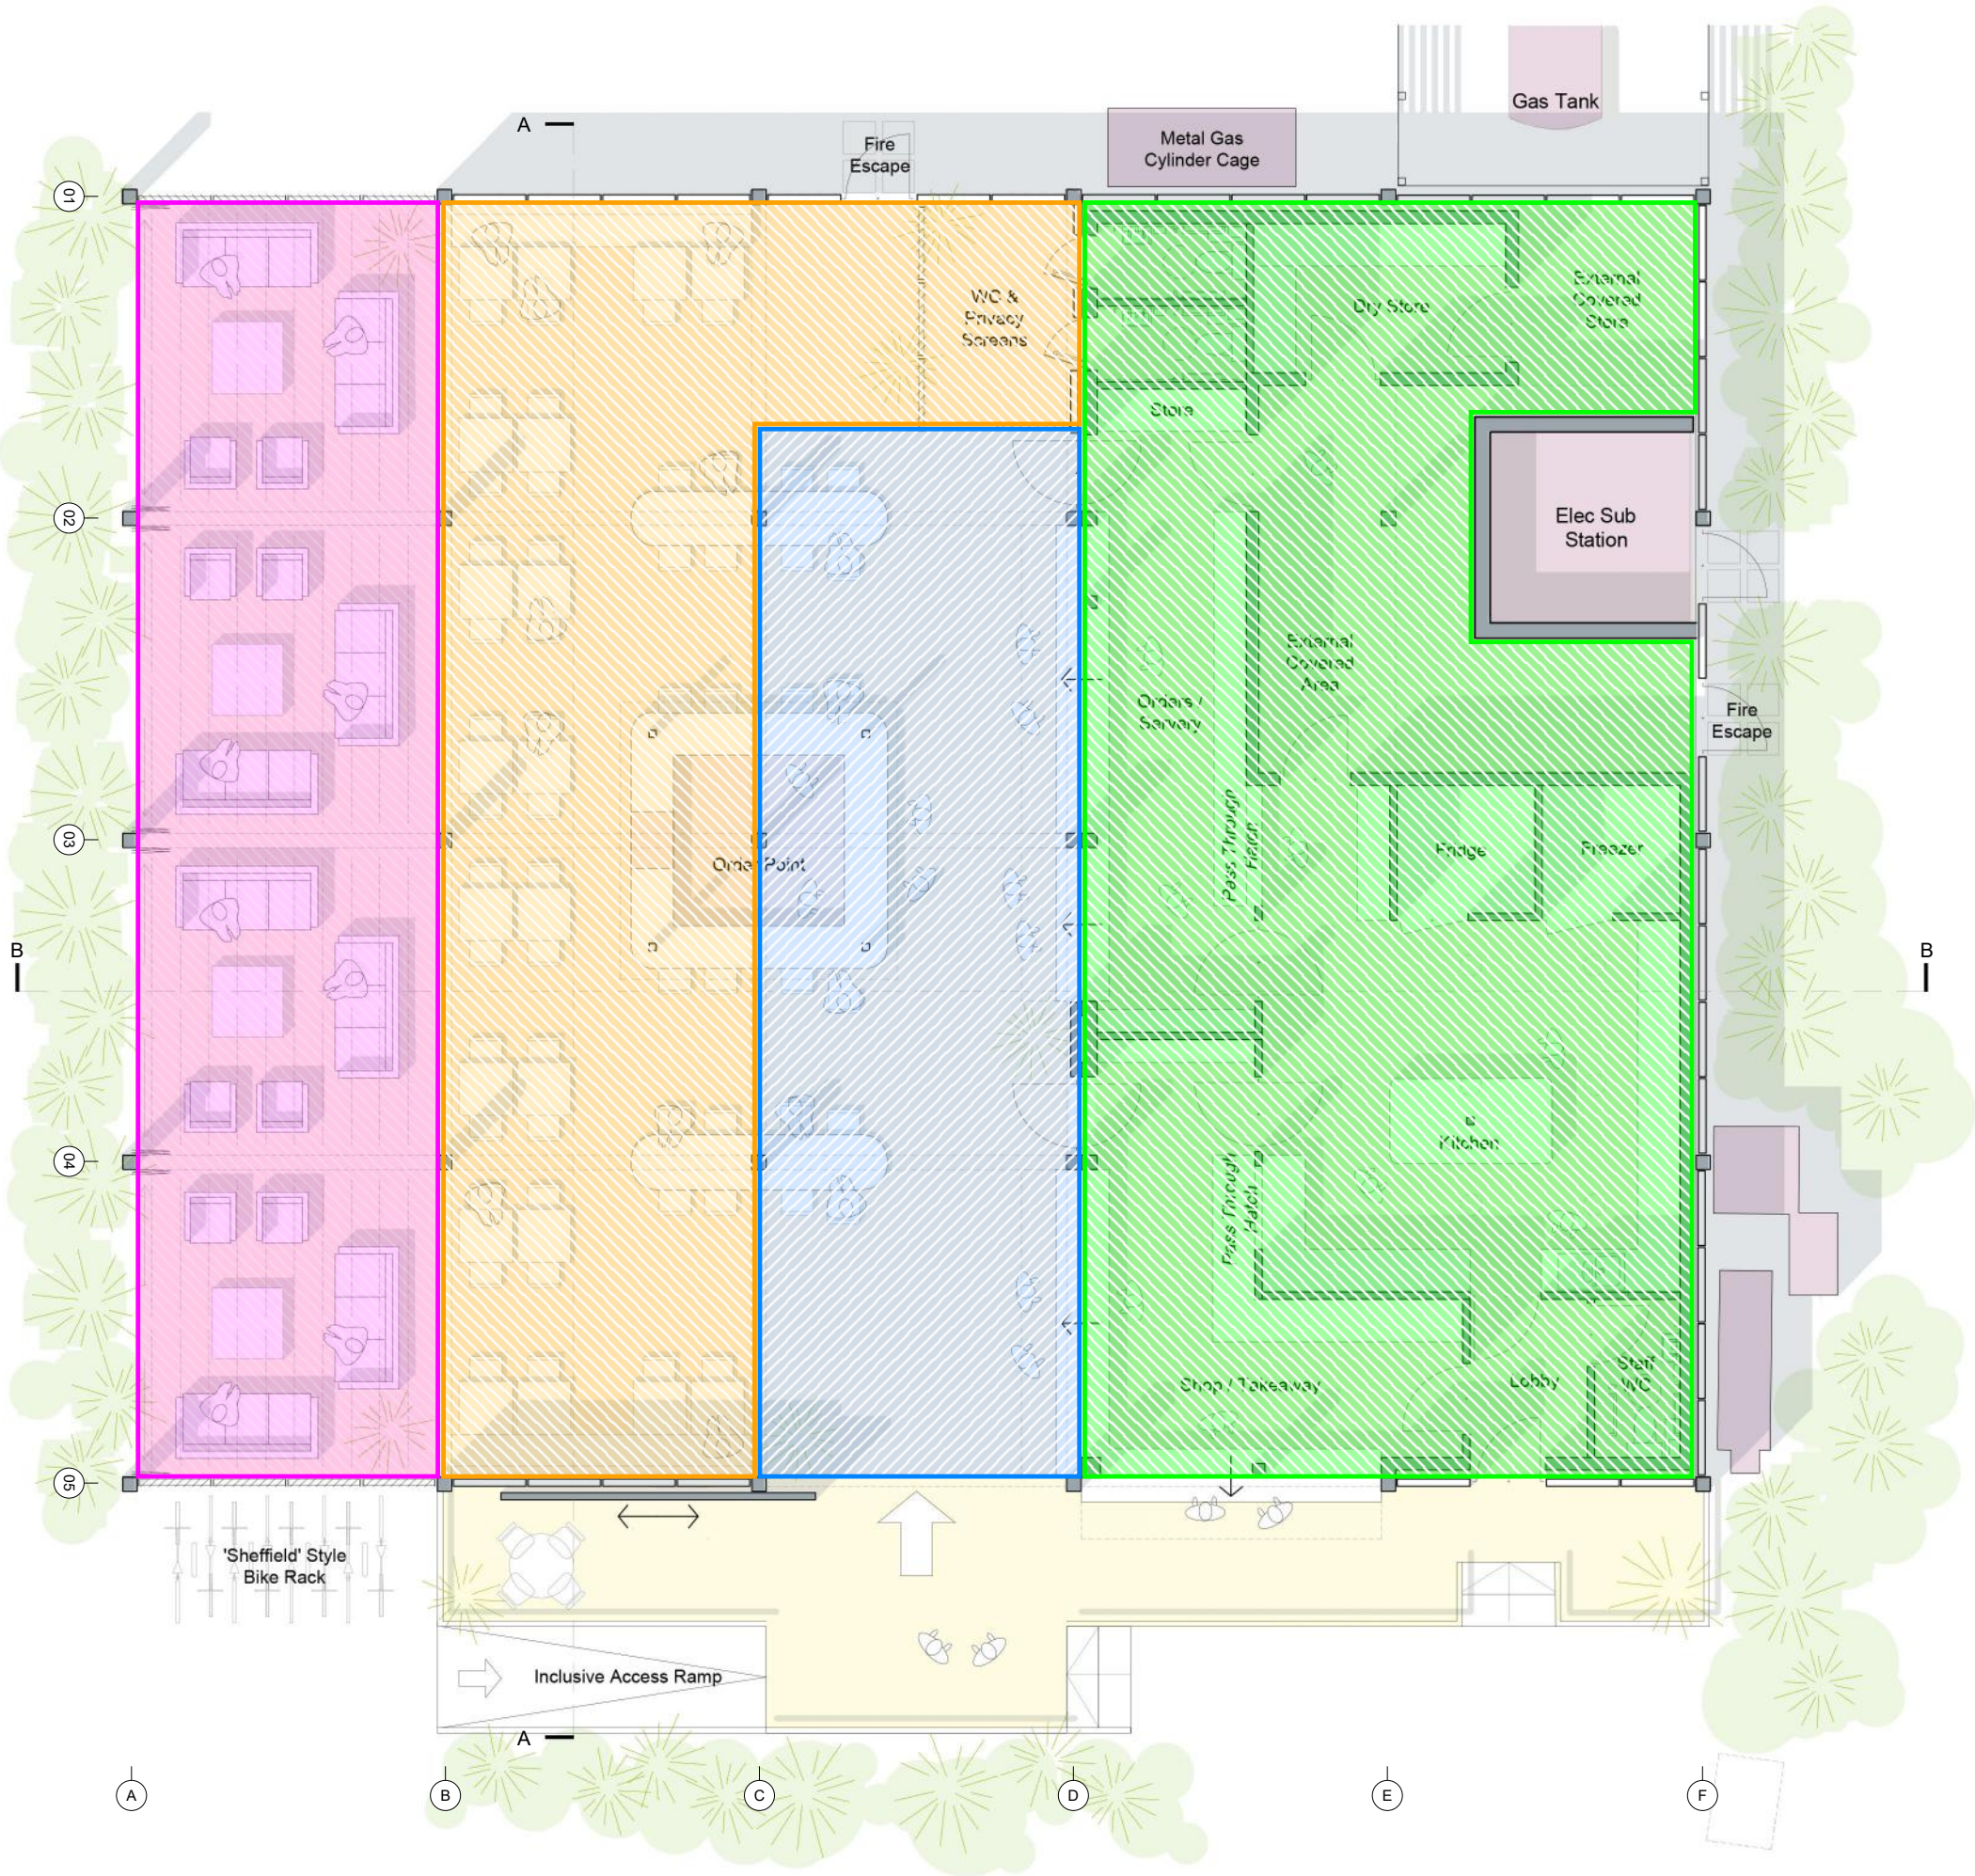 Gas Tank
A
Fire
Escape
Metal Gas
Cylinder Cage
01
WC &
Privacy
Screens
Dry Store
External
Covered
Store
Store
02
Elec Sub
Station
External
Covered
Area
Orders /
Servery
Fire
Escape
Pass Through
Hatch
03
Order Point
Fridge
Freezer
B
B
Kitchen
04
Pass Through
Hatch
Shop / Takeaway
Lobby
Staff
WC
05
'Sheffield' Style
Bike Rack
Inclusive Access Ramp
A
A
B
C
D
E
F